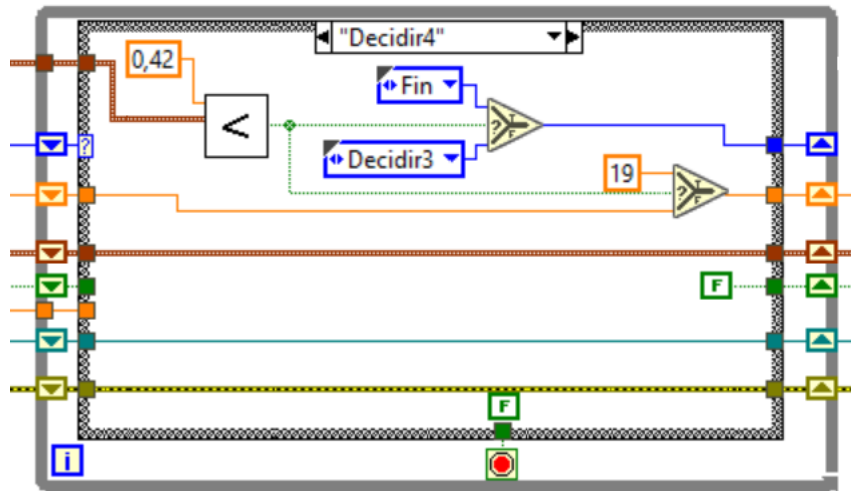 "Decidir4"
0,42
Fin
<
?
T
F
Decidir3
?
19
?
T
F
F
F
i